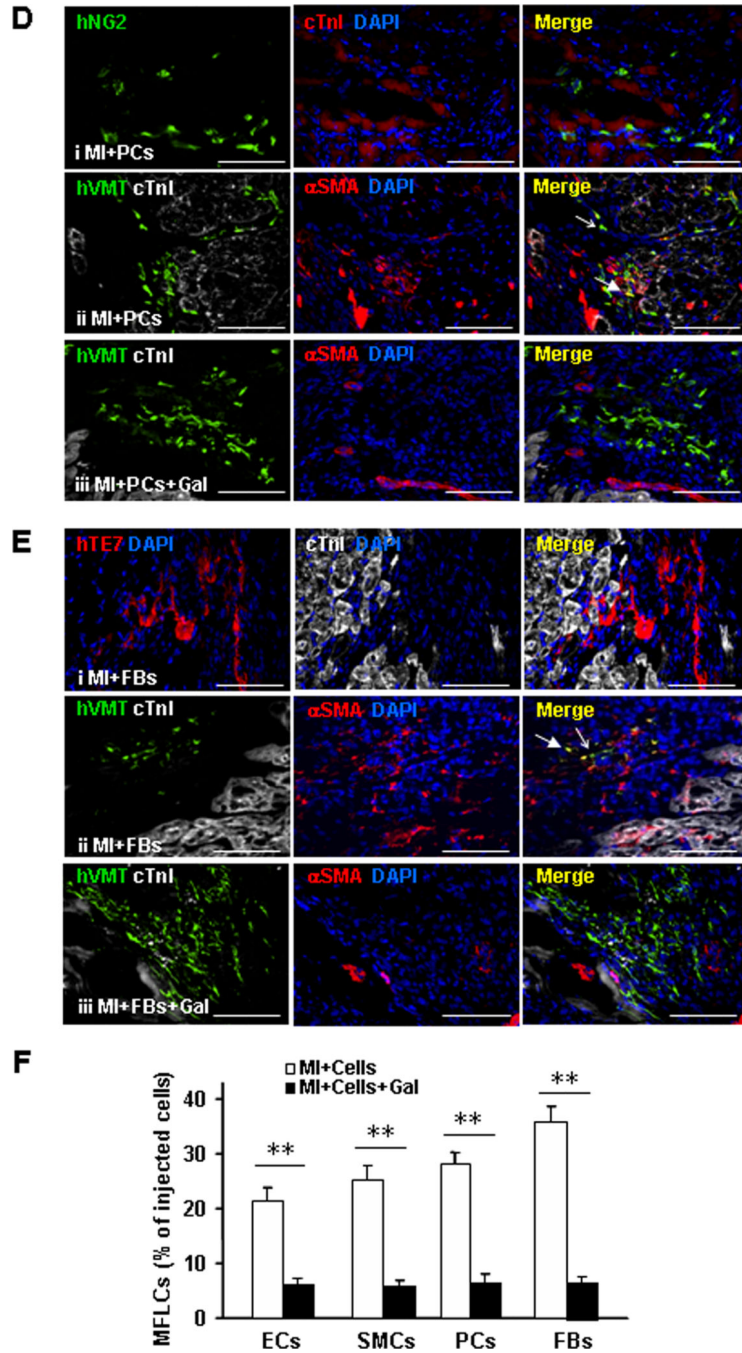 D
hNG2 cTnI DAPI Merge
i MI+PCs
hVMT cTnI αSMA DAPI Merge
ii MI+PCs
hVMT cTnI αSMA DAPI Merge
iii MI+PCs+Gal
E
hTE7 DAPI cTnI DAPI Merge
i MI+FBs
hVMT cTnI αSMA DAPI Merge
ii MI+FBs
hVMT cTnI αSMA DAPI Merge
iii MI+FBs+Gal
F
MI+Cells
MI+Cells+Gal
MFLCs (% of injected cells)
40
30
20
10
0
** ** ** **
ECs SMCs PCs FBs